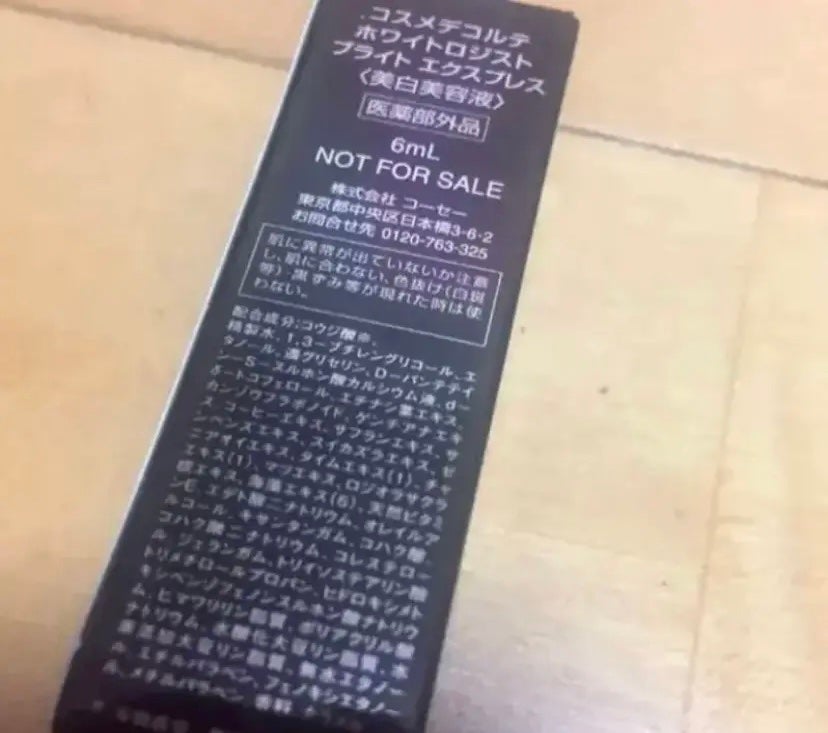 .コスメデコルテ
ホワイトロジスト
ブライト エクスプレス
〈美白美容液〉
医薬部外品
6mL
NOT FOR SALE
株式会社 コーセー
東京都中央区日本橋3-6-2
お問合せ先 0120-763-325
肌に異常が出ていないか注意
し、肌に合わない、色抜け(白斑
等)黒ずみ等が現れた時は使
わない。
配合成分:コウジ酸※、
精製水、1,3-ブチレングリコール、エ
タノール、濃グリセリン、D-パンテテイ
ン-S-スルホン酸カルシウム液、d-
カンゾウフラボノイド、ゲンチアナエキ
ス、コーヒーエキス、サフランエキス、サ
エキス、スイカズラエキス、ゼ
ニアオイエキス、タイムエキス(1)、チャ
エキス(1)、マツエキス、ロジオラサクラ
エキス、海藻エキス(6)、天然ビタミ
ンE、エデト酸二ナトリウム、オレイルア
ルコール、キサンタンガム、コハク酸、
コハク酸二ナトリウム、コレステロー
ル、ジェランガム、トリイソステアリン酸
トリメチロールプロパン、ヒドロキシメト
キシベンゾフェノンスルホン酸ナトリウ
ム、ヒマワリリン脂質、ポリアクリル酸
ナトリウム、水酸化大豆リン脂質、水
大豆リン脂質、無水エタノー
ル、エチルパラベン、フェノキシエタノー
ル、メチルパラベン、香料